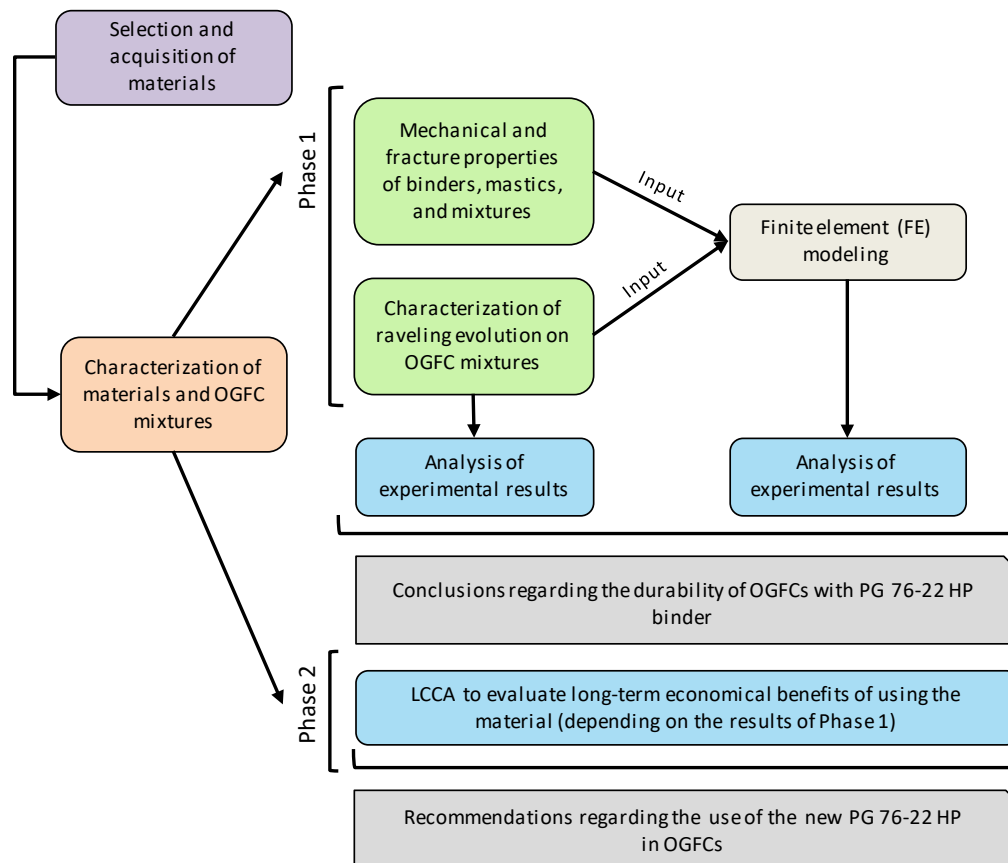 Selection and
acquisition of
materials
Phase 1
Mechanical and
fracture properties
of binders, mastics,
and mixtures
Input
Finite element (FE)
modeling
Input
Characterization of
raveling evolution on
OGFC mixtures
Characterization of
materials and OGFC
mixtures
Analysis of
experimental results
Analysis of
experimental results
Conclusions regarding the durability of OGFCs with PG 76-22 HP
binder
Phase 2
LCCA to evaluate long-term economical benefits of using the
material (depending on the results of Phase 1)
Recommendations regarding the use of the new PG 76-22 HP
in OGFCs